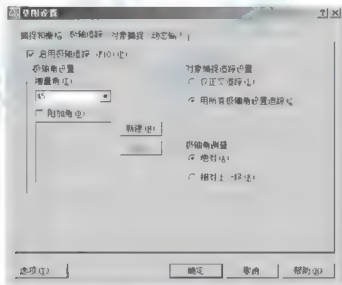 草图设置
捕捉和栅格 极轴追踪 对象捕捉 动态输入
启用极轴追踪 (F10)(P)
极轴角设置
增量角(I)
45
附加角(D)
新建(N)
对象捕捉追踪设置
仅正交追踪(L)
用所有极轴角设置追踪(S)
极轴角测量
绝对(A)
相对上一段(R)
选项(T)
确定
取消
帮助(H)